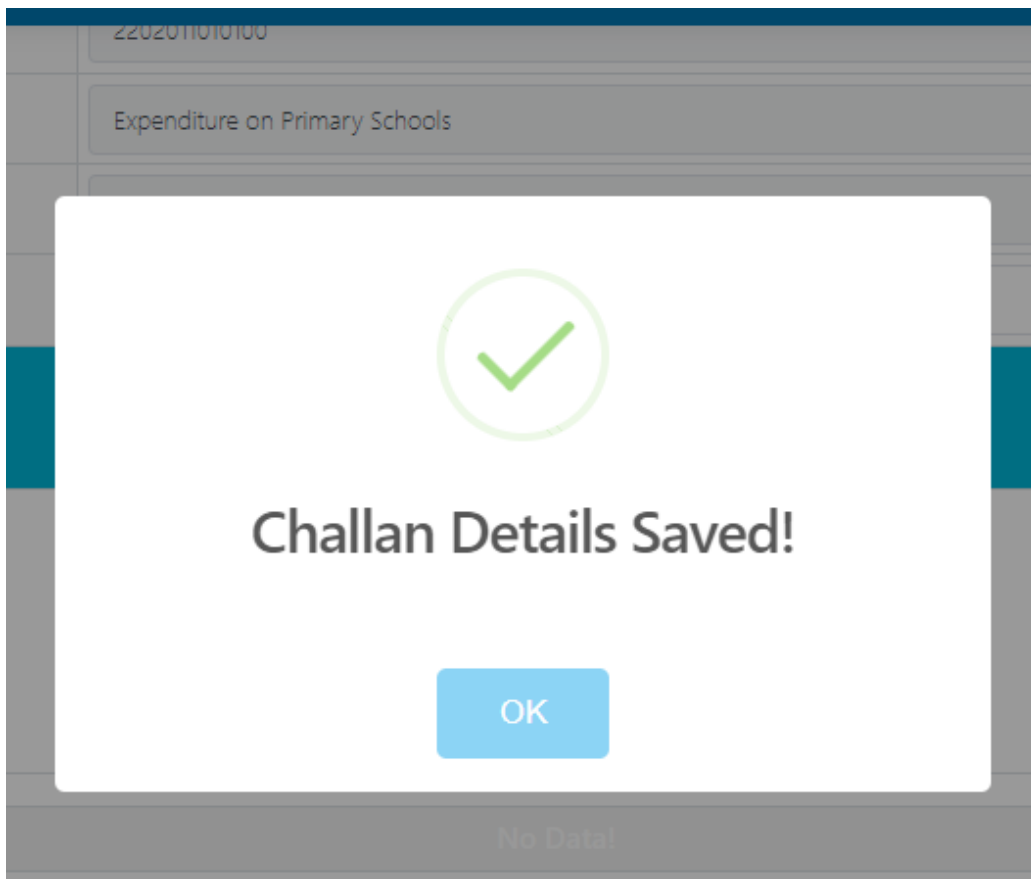 2202011010100
Expenditure on Primary Schools
Challan Details Saved!
OK
No Data!